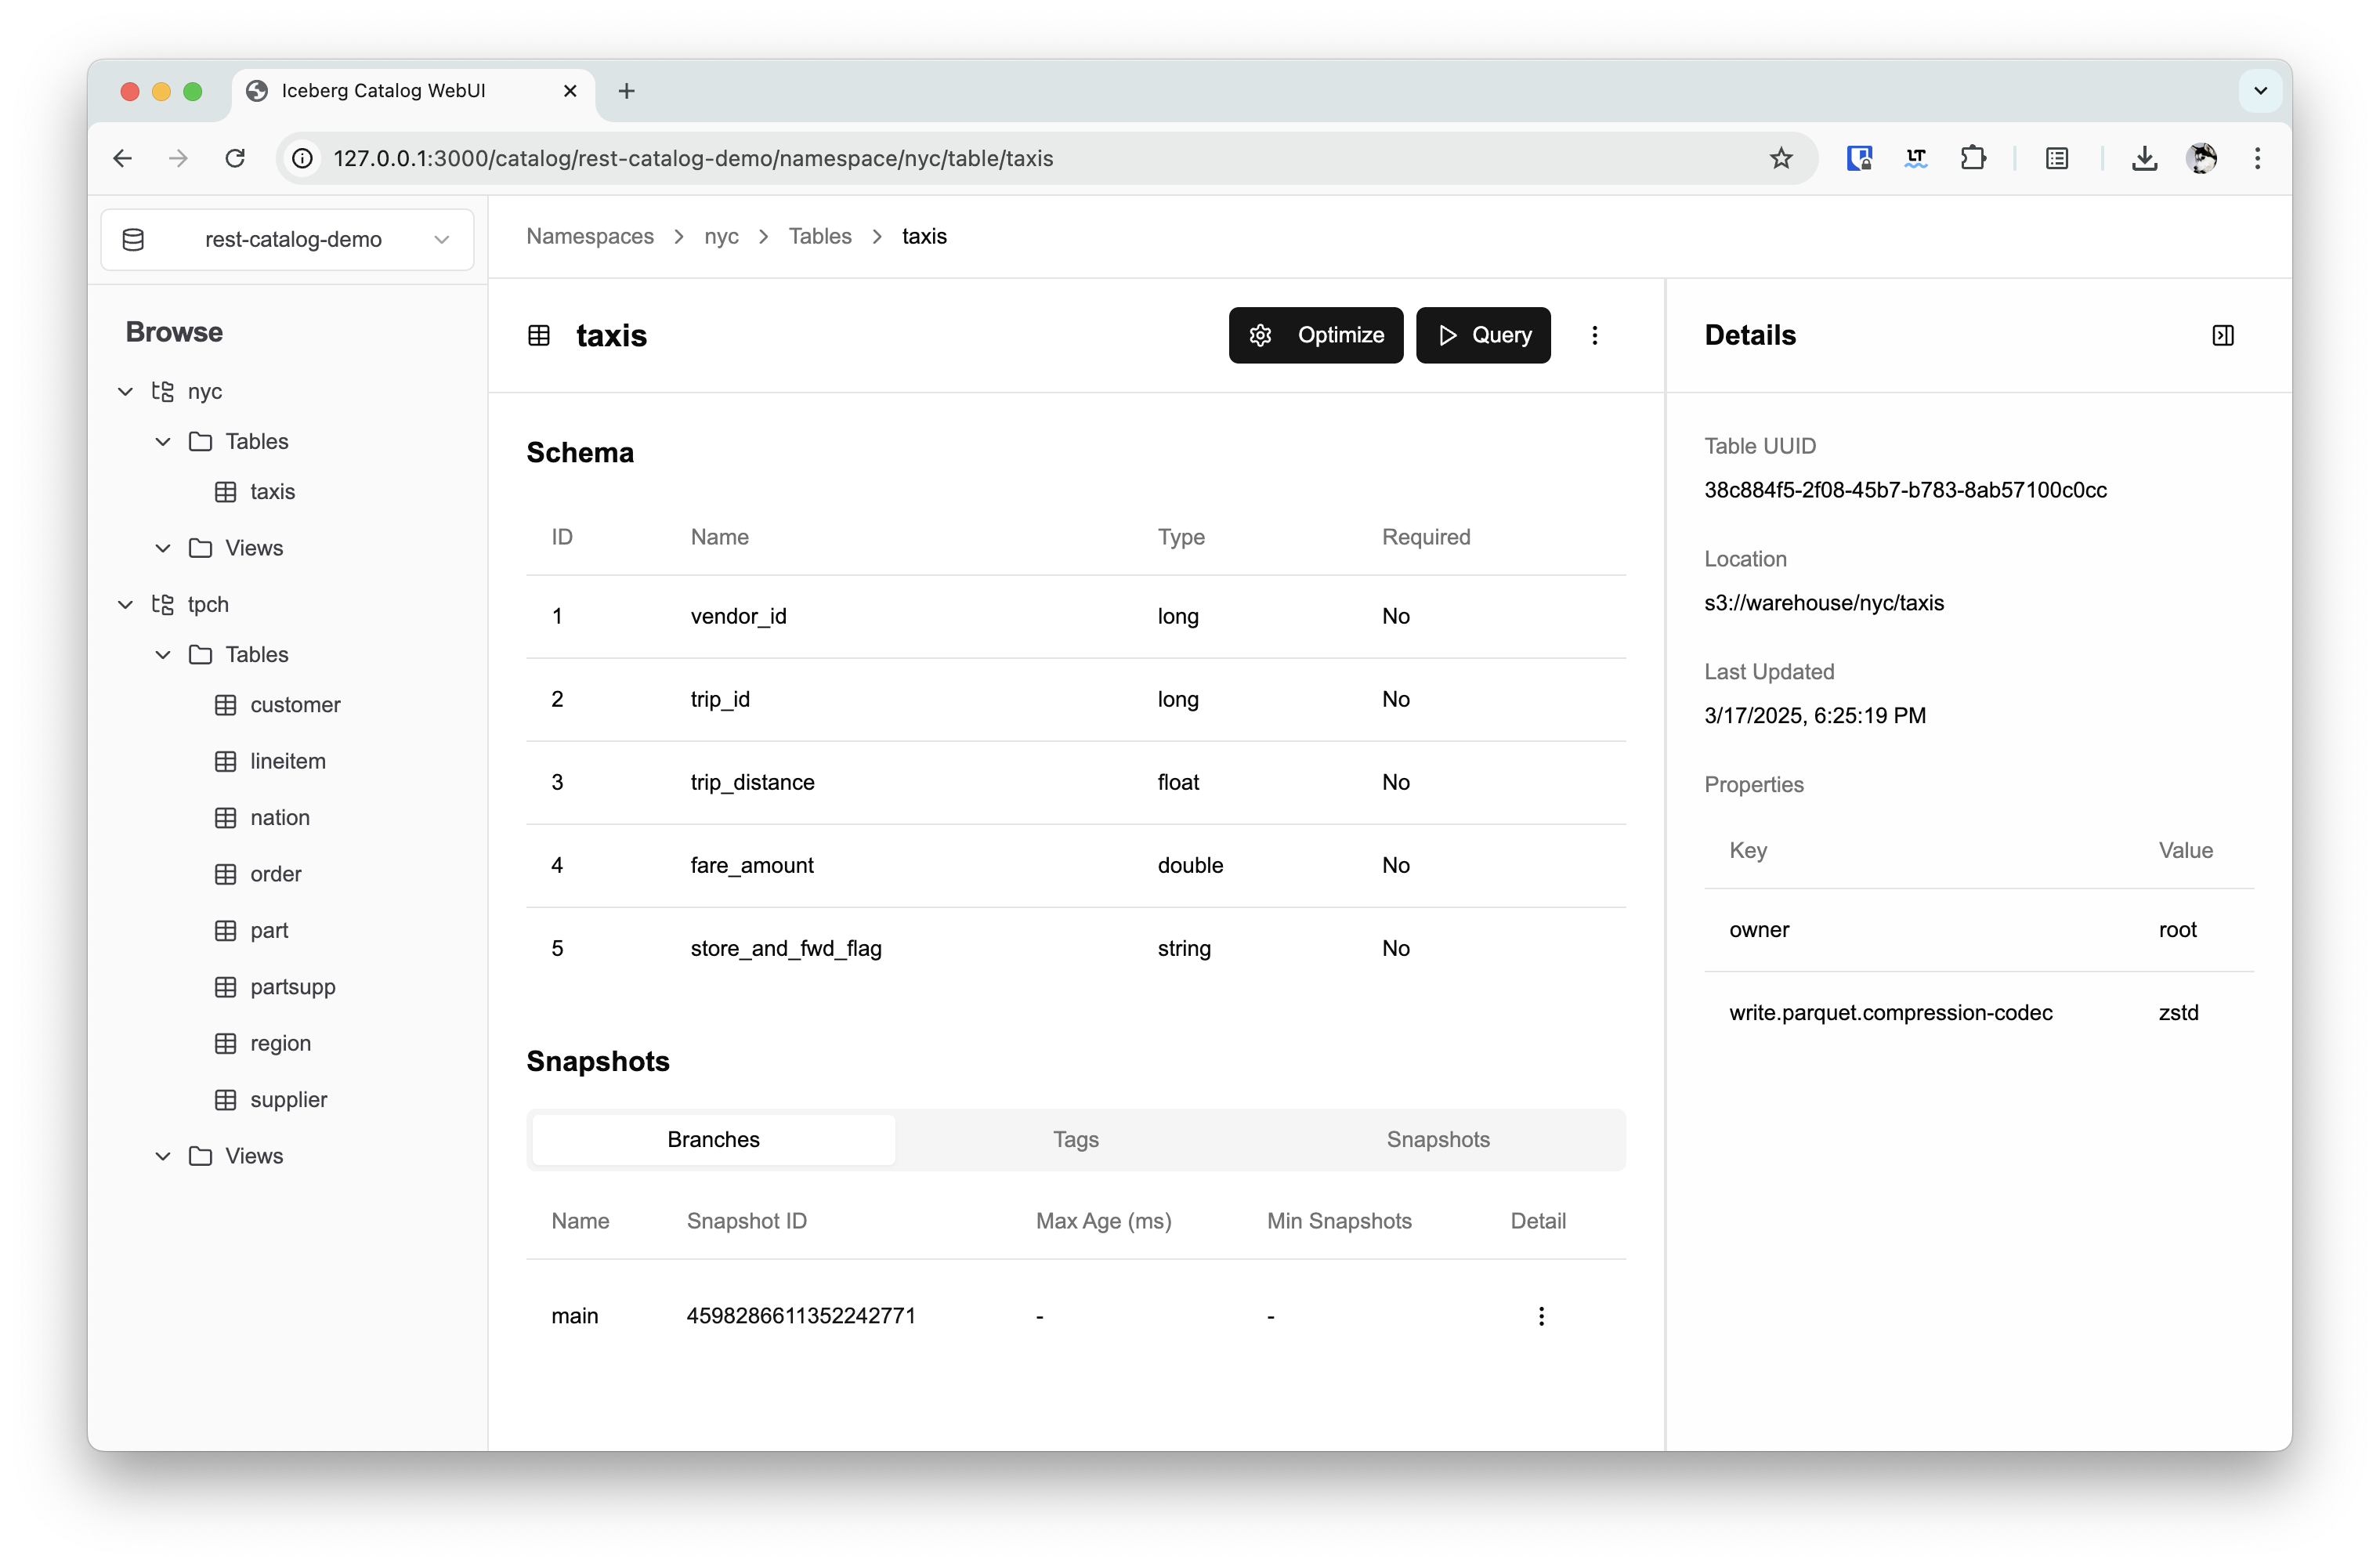 Iceberg Catalog WebUI
127.0.0.1:3000/catalog/rest-catalog-demo/namespace/nyc/table/taxis
LT
rest-catalog-demo
Browse
nyc
Tables
taxis
Views
tpch
Tables
customer
lineitem
nation
order
part
partsupp
region
supplier
Views
Namespaces > nyc > Tables > taxis
taxis
Optimize
Query
Schema
ID Name Type Required
1 vendor_id long No
2 trip_id long No
3 trip_distance float No
4 fare_amount double No
5 store_and_fwd_flag string No
Snapshots
Branches Tags Snapshots
Name Snapshot ID Max Age (ms) Min Snapshots Detail
main 4598286611352242771 - -
Details
Table UUID
38c884f5-2f08-45b7-b783-8ab57100c0cc
Location
s3://warehouse/nyc/taxis
Last Updated
3/17/2025, 6:25:19 PM
Properties
Key Value
owner root
write.parquet.compression-codec zstd